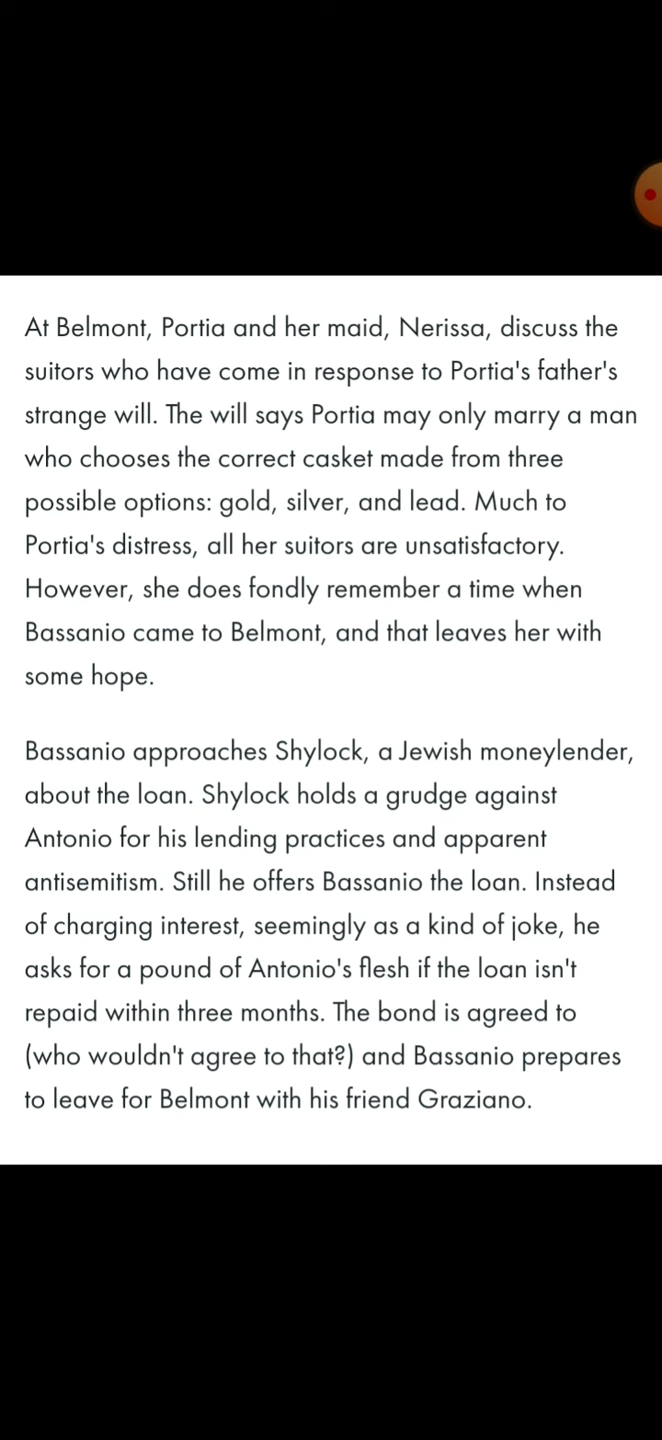 At Belmont, Portia and her maid, Nerissa, discuss the
suitors who have come in response to Portia's father's
strange will. The will says Portia may only marry a man
who chooses the correct casket made from three
possible options: gold, silver, and lead. Much to
Portia's distress, all her suitors are unsatisfactory.
However, she does fondly remember a time when
Bassanio came to Belmont, and that leaves her with
some hope.
Bassanio approaches Shylock, a Jewish moneylender,
about the loan. Shylock holds a grudge against
Antonio for his lending practices and apparent
antisemitism. Still he offers Bassanio the loan. Instead
of charging interest, seemingly as a kind of joke, he
asks for a pound of Antonio's flesh if the loan isn't
repaid within three months. The bond is agreed to
(who wouldn't agree to that?) and Bassanio prepares
to leave for Belmont with his friend Graziano.